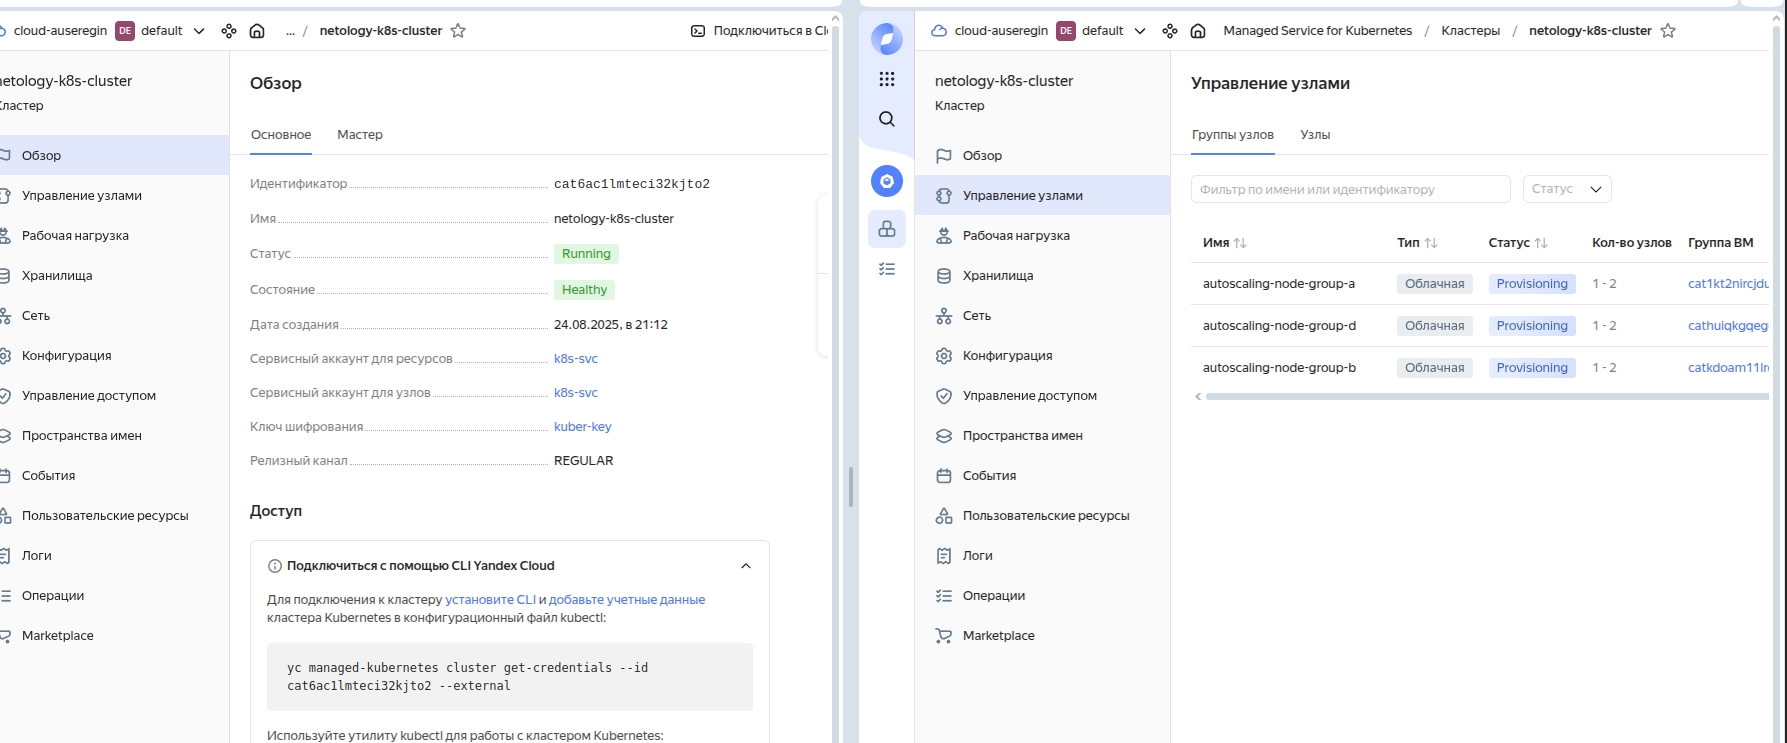 cloud-auseregin DE default ... / netology-k8s-cluster Подключиться в
netology-k8s-cluster
Кластер
Обзор
Управление узлами
Рабочая нагрузка
Хранилища
Сеть
Конфигурация
Управление доступом
Пространства имен
События
Пользовательские ресурсы
Логи
Операции
Marketplace
Обзор
Основное Мастер
Идентификатор cat6ac1lmteci32kjto2
Имя netology-k8s-cluster
Статус Running
Состояние Healthy
Дата создания 24.08.2025, в 21:12
Сервисный аккаунт для ресурсов k8s-svc
Сервисный аккаунт для узлов k8s-svc
Ключ шифрования kuber-key
Релизный канал REGULAR
Доступ
Подключиться с помощью CLI Yandex Cloud
Для подключения к кластеру установите CLI и добавьте учетные данные
кластера Kubernetes в конфигурационный файл kubectl:
yc managed-kubernetes cluster get-credentials --id
cat6ac1lmteci32kjto2 --external
Используйте утилиту kubectl для работы с кластером Kubernetes:
cloud-auseregin DE default Managed Service for Kubernetes / Кластеры / netology-k8s-cluster
netology-k8s-cluster
Кластер
Обзор
Управление узлами
Рабочая нагрузка
Хранилища
Сеть
Конфигурация
Управление доступом
Пространства имен
События
Пользовательские ресурсы
Логи
Операции
Marketplace
Управление узлами
Группы узлов Узлы
Фильтр по имени или идентификатору Статус
Имя Тип Статус Кол-во узлов Группа ВМ
autoscaling-node-group-a Облачная Provisioning 1 - 2 cat1kt2nircjdu
autoscaling-node-group-d Облачная Provisioning 1 - 2 cathuiqkgqeg
autoscaling-node-group-b Облачная Provisioning 1 - 2 catkdoam11lr